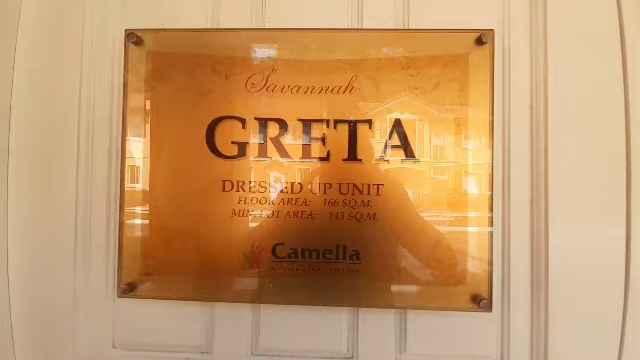 Savannah
GRETA
DRESSED UP UNIT
FLOOR AREA: 166 SQ.M.
MIN. LOT AREA: 143 SQ.M.
Camella